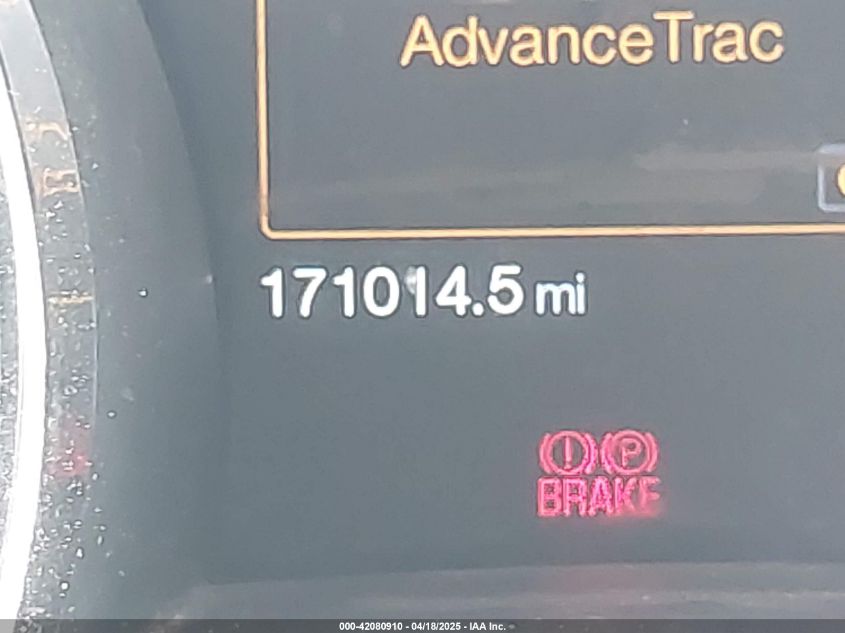 AdvanceTrac
171014.5 mi
(!) (P)
BRAKE
000-42080910 - 04/18/2025 - IAA Inc.